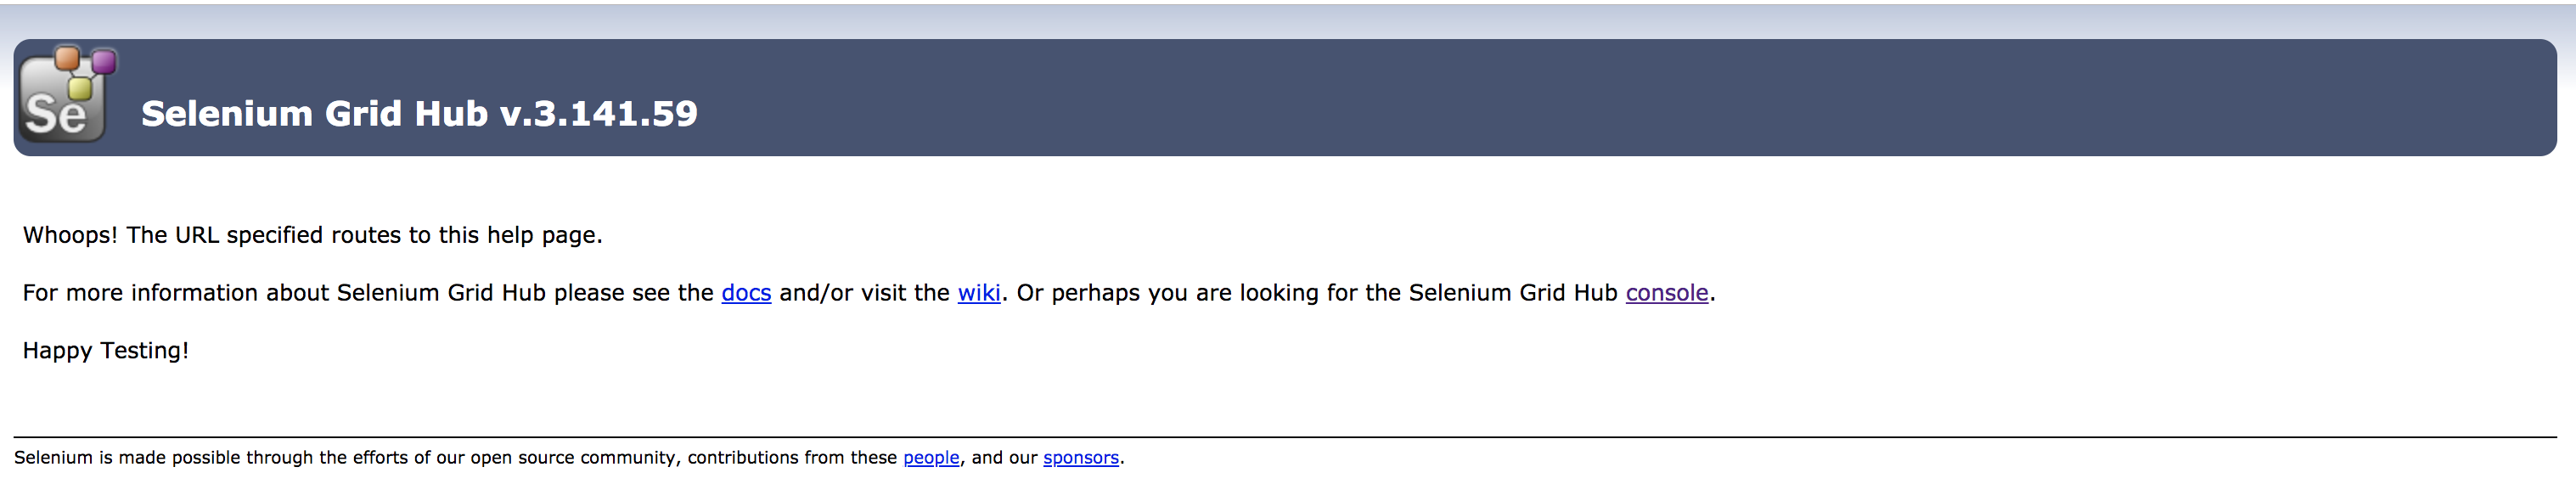 Se
Selenium Grid Hub v.3.141.59
Whoops! The URL specified routes to this help page.
For more information about Selenium Grid Hub please see the docs and/or visit the wiki. Or perhaps you are looking for the Selenium Grid Hub console.
Happy Testing!
Selenium is made possible through the efforts of our open source community, contributions from these people, and our sponsors.